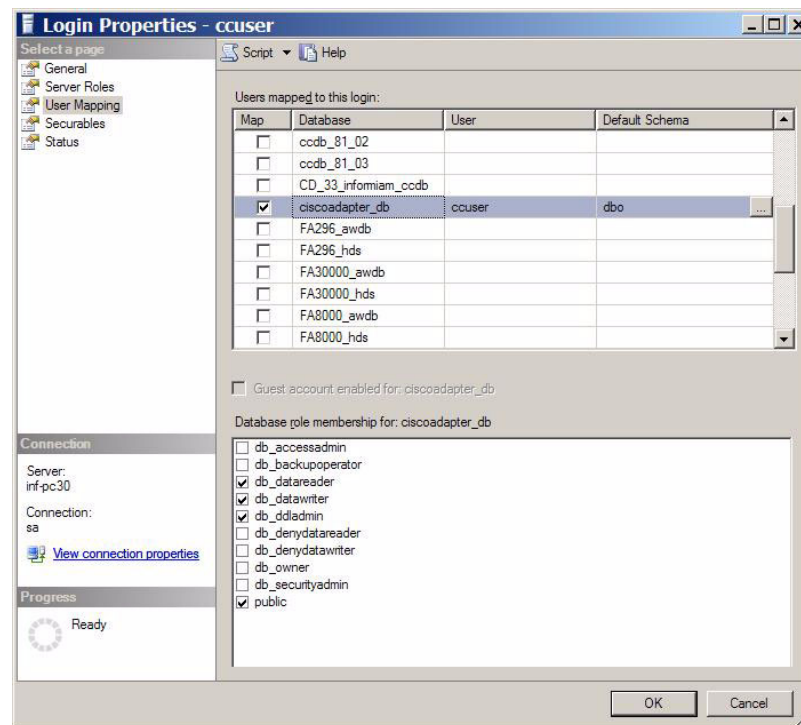 Login Properties - ccuser
Select a page
General
Server Roles
User Mapping
Securables
Status
Script Help
Users mapped to this login:
Map Database User Default Schema
ccdb_81_02
ccdb_81_03
CD_33_informiam_ccdb
ciscoadapter_db ccuser dbo ...
FA296_awdb
FA296_hds
FA30000_awdb
FA30000_hds
FA8000_awdb
FA8000_hds
Guest account enabled for: ciscoadapter_db
Database role membership for: ciscoadapter_db
db_accessadmin
db_backupoperator
db_datareader
db_datawriter
db_ddladmin
db_denydatareader
db_denydatawriter
db_owner
db_securityadmin
public
Connection
Server:
inf-pc30
Connection:
sa
View connection properties
Progress
Ready
OK Cancel